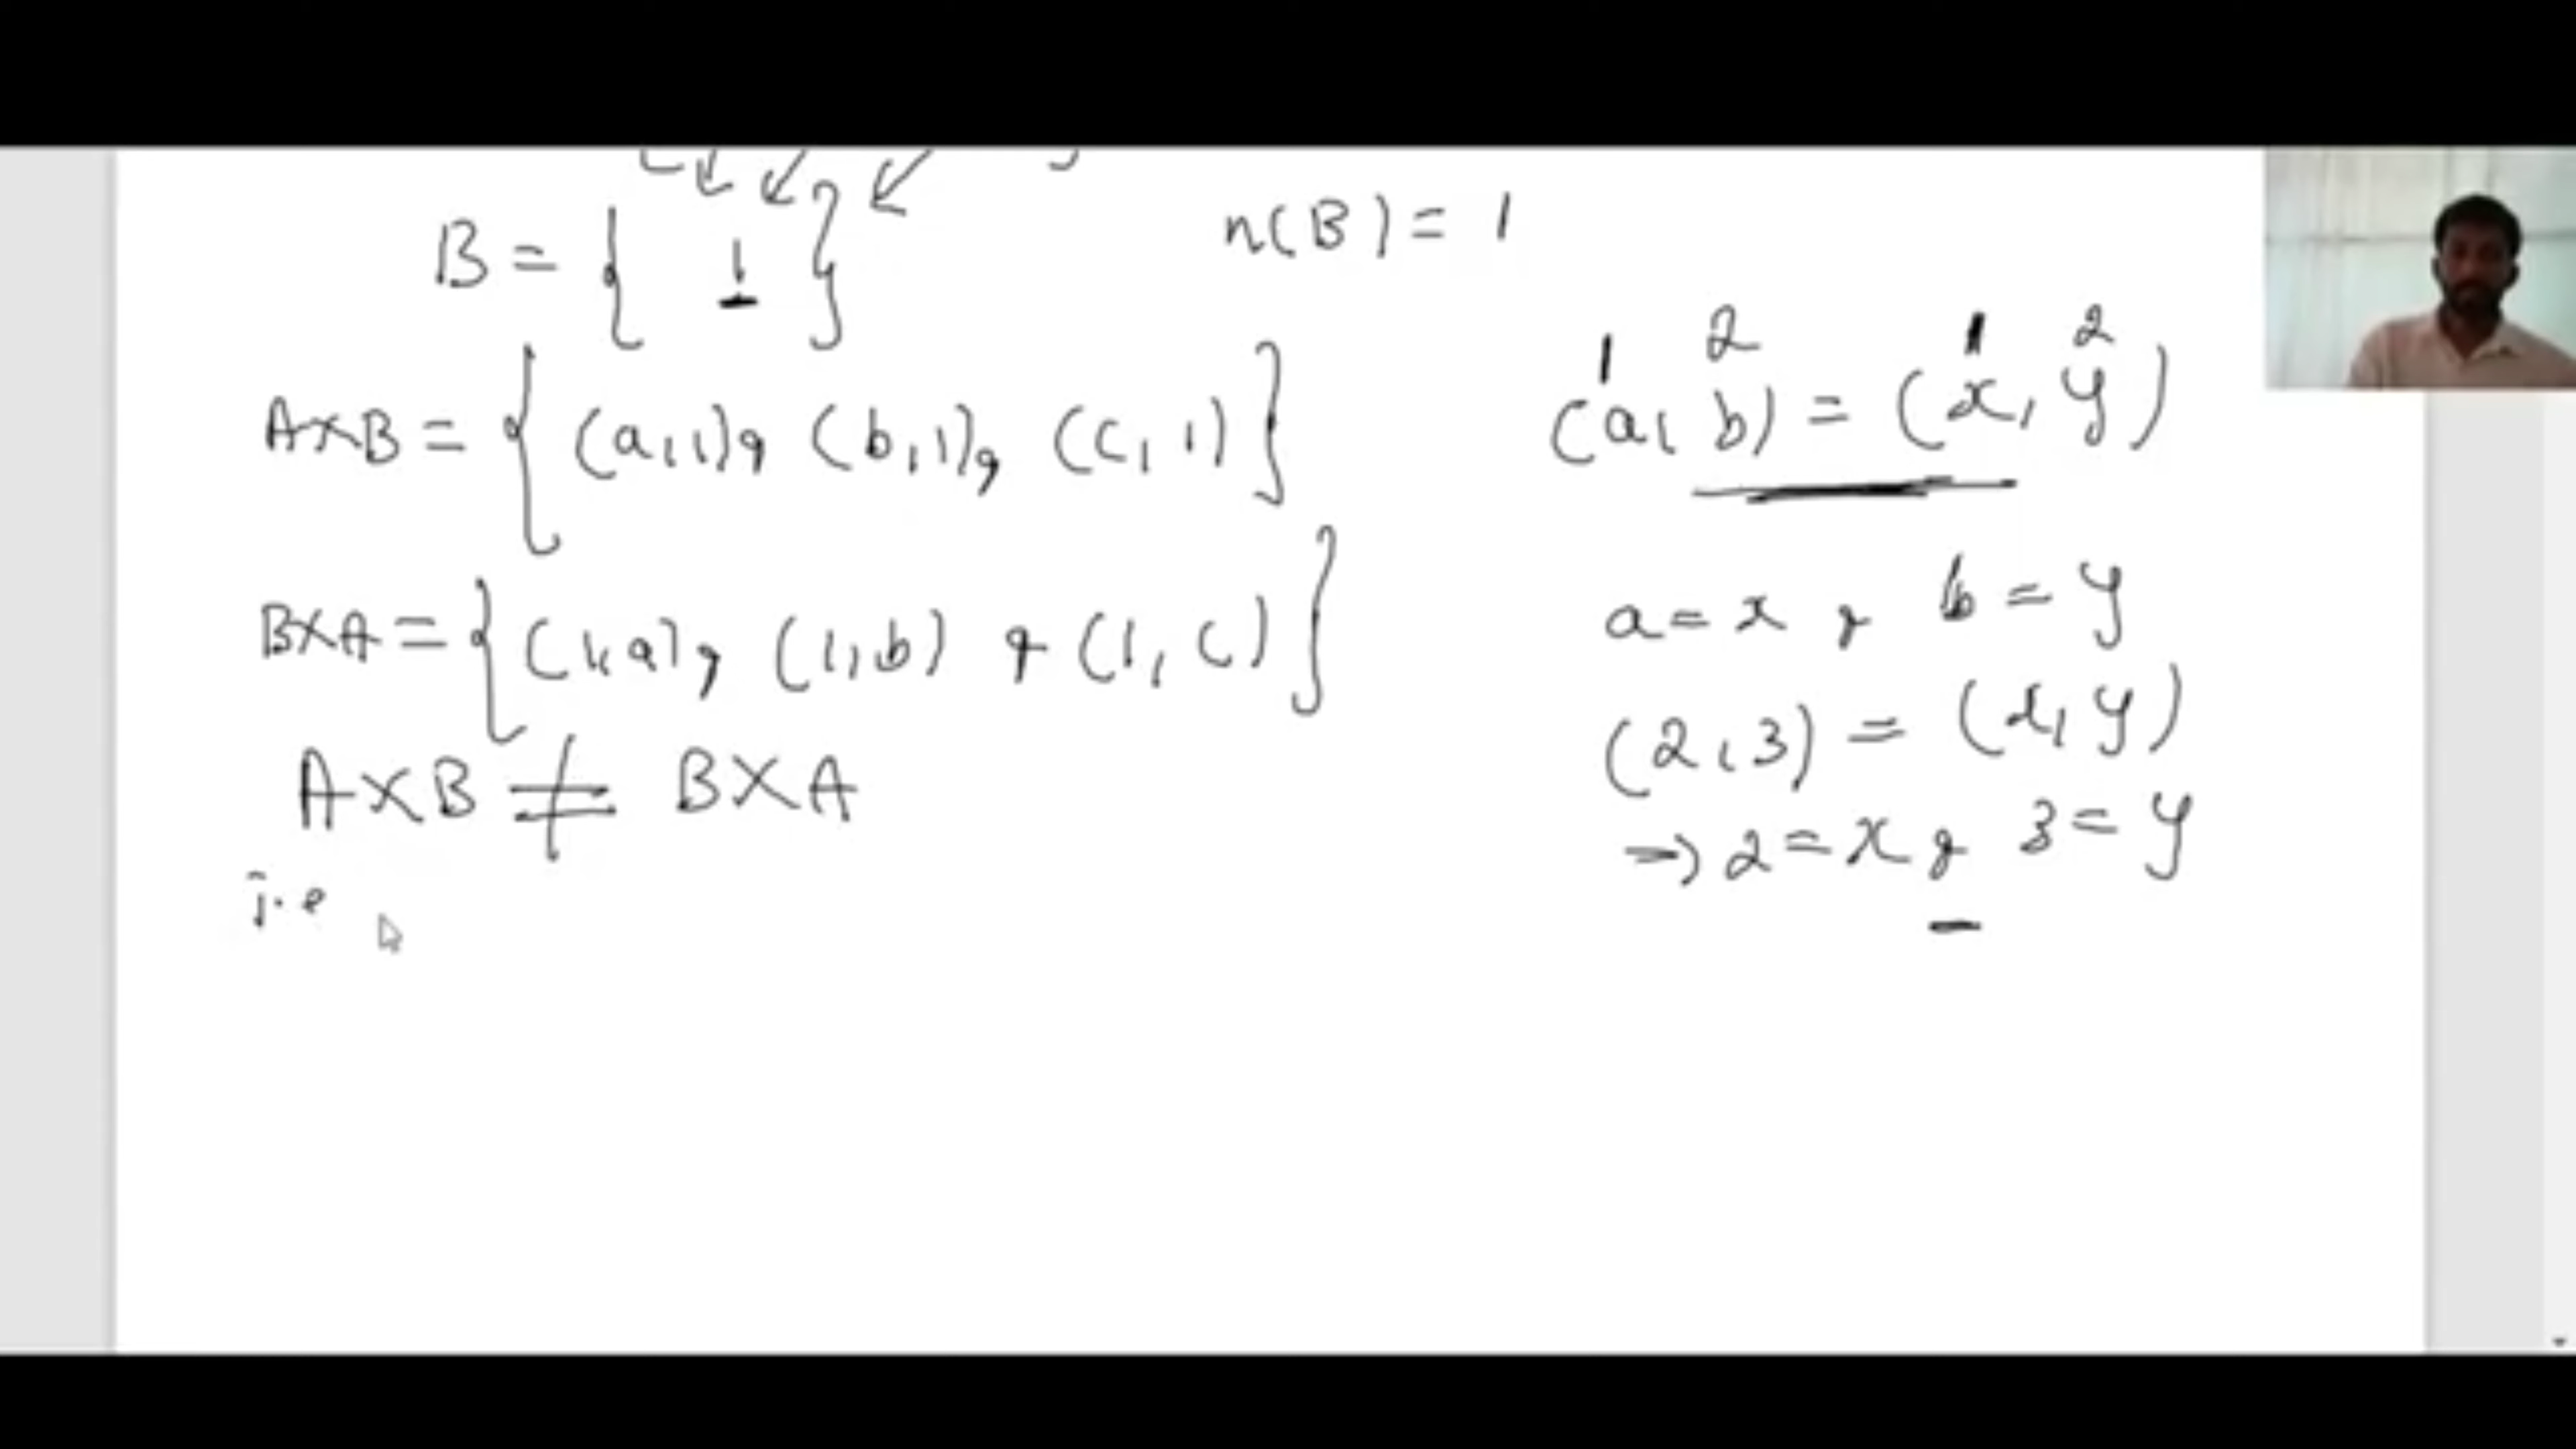 B = { 1 }
n(B) = 1
A×B = { (a,1), (b,1), (c,1) }
B×A = { (1,a), (1,b), (1,c) }
A×B ≠ B×A
i.e
1 2 1 2
(a, b) = (x, y)
a = x, b = y
(2,3) = (x, y)
⇒ 2 = x, 3 = y